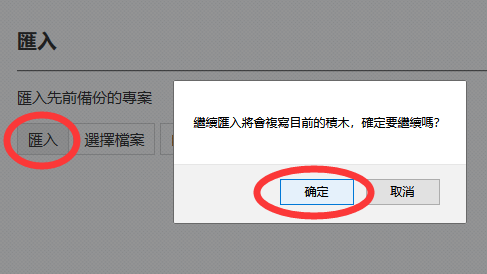 匯入
匯入先前備份的專案
匯入 選擇檔案
繼續匯入將會複寫目前的積木，確定要繼續嗎？
确定 取消